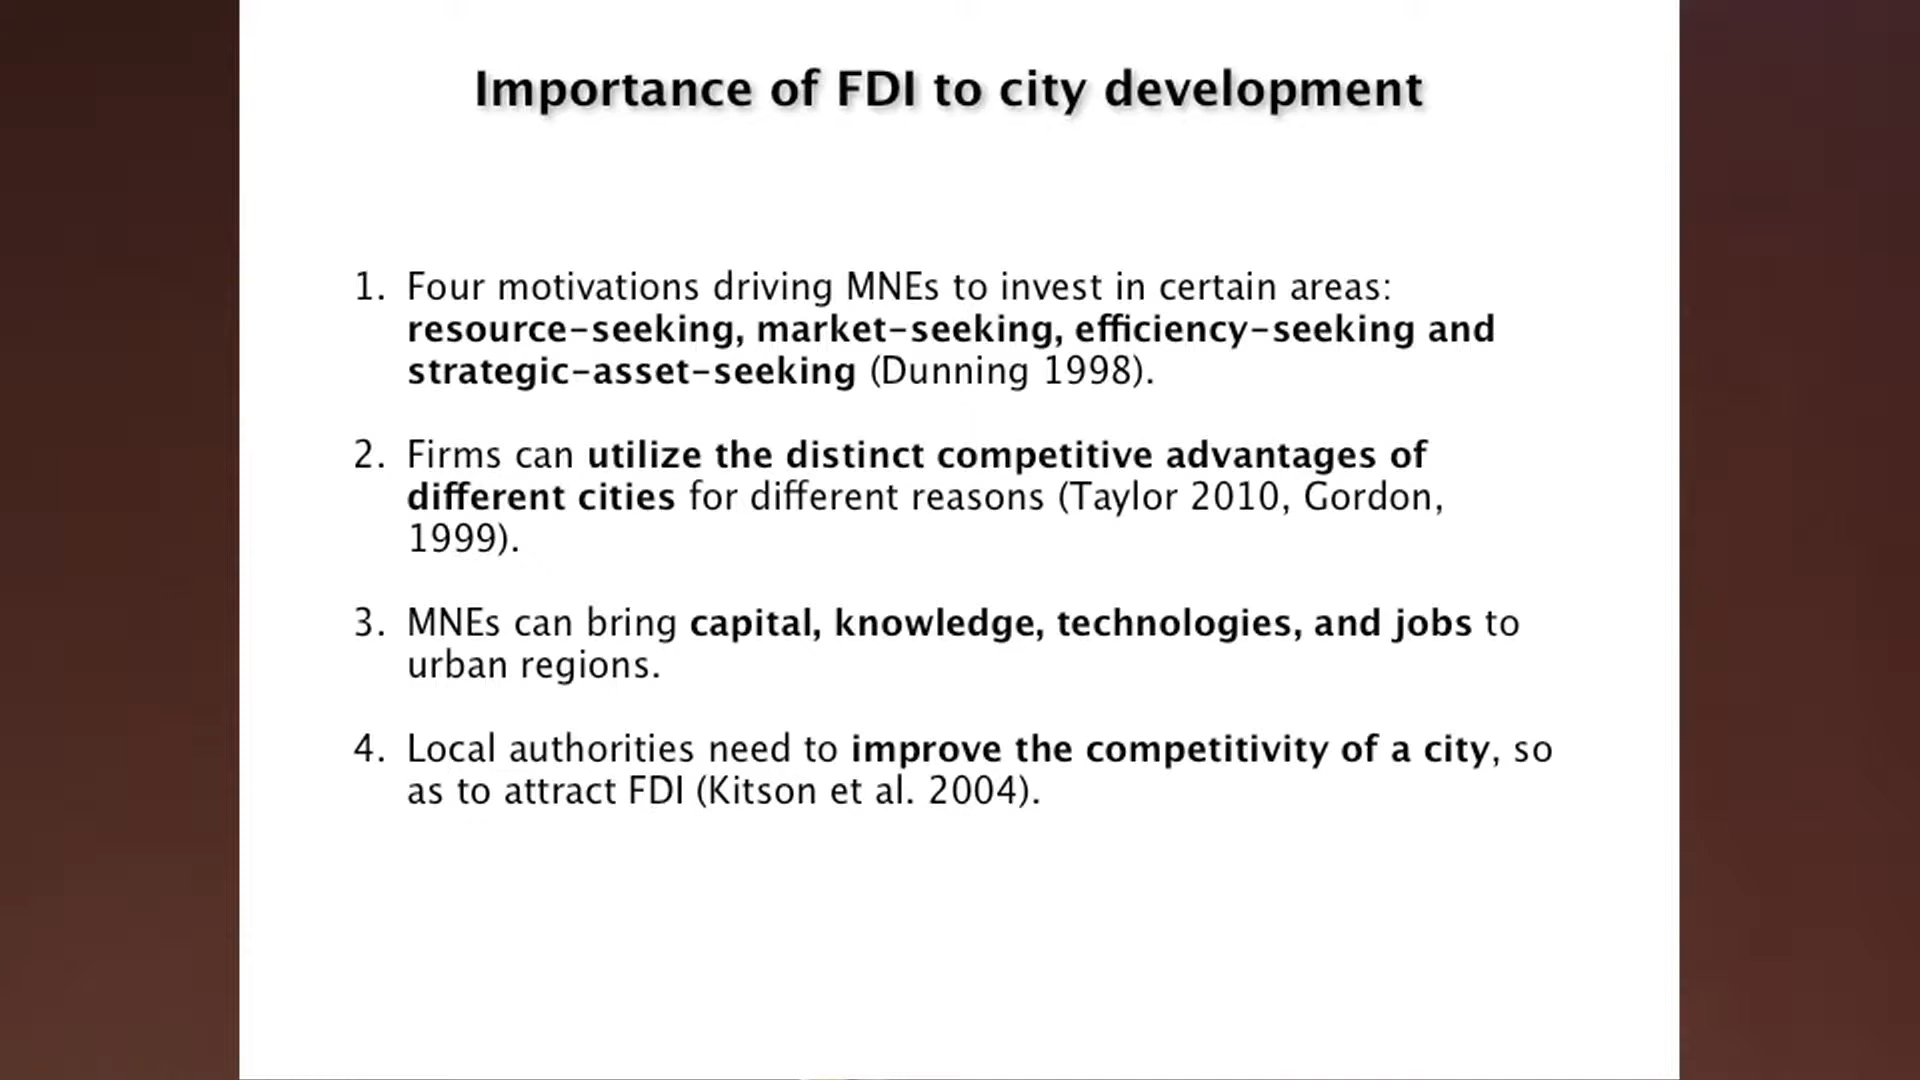 Importance of FDI to city development
1. Four motivations driving MNEs to invest in certain areas:
resource-seeking, market-seeking, efficiency-seeking and
strategic-asset-seeking (Dunning 1998).
2. Firms can utilize the distinct competitive advantages of
different cities for different reasons (Taylor 2010, Gordon,
1999).
3. MNEs can bring capital, knowledge, technologies, and jobs to
urban regions.
4. Local authorities need to improve the competitivity of a city, so
as to attract FDI (Kitson et al. 2004).